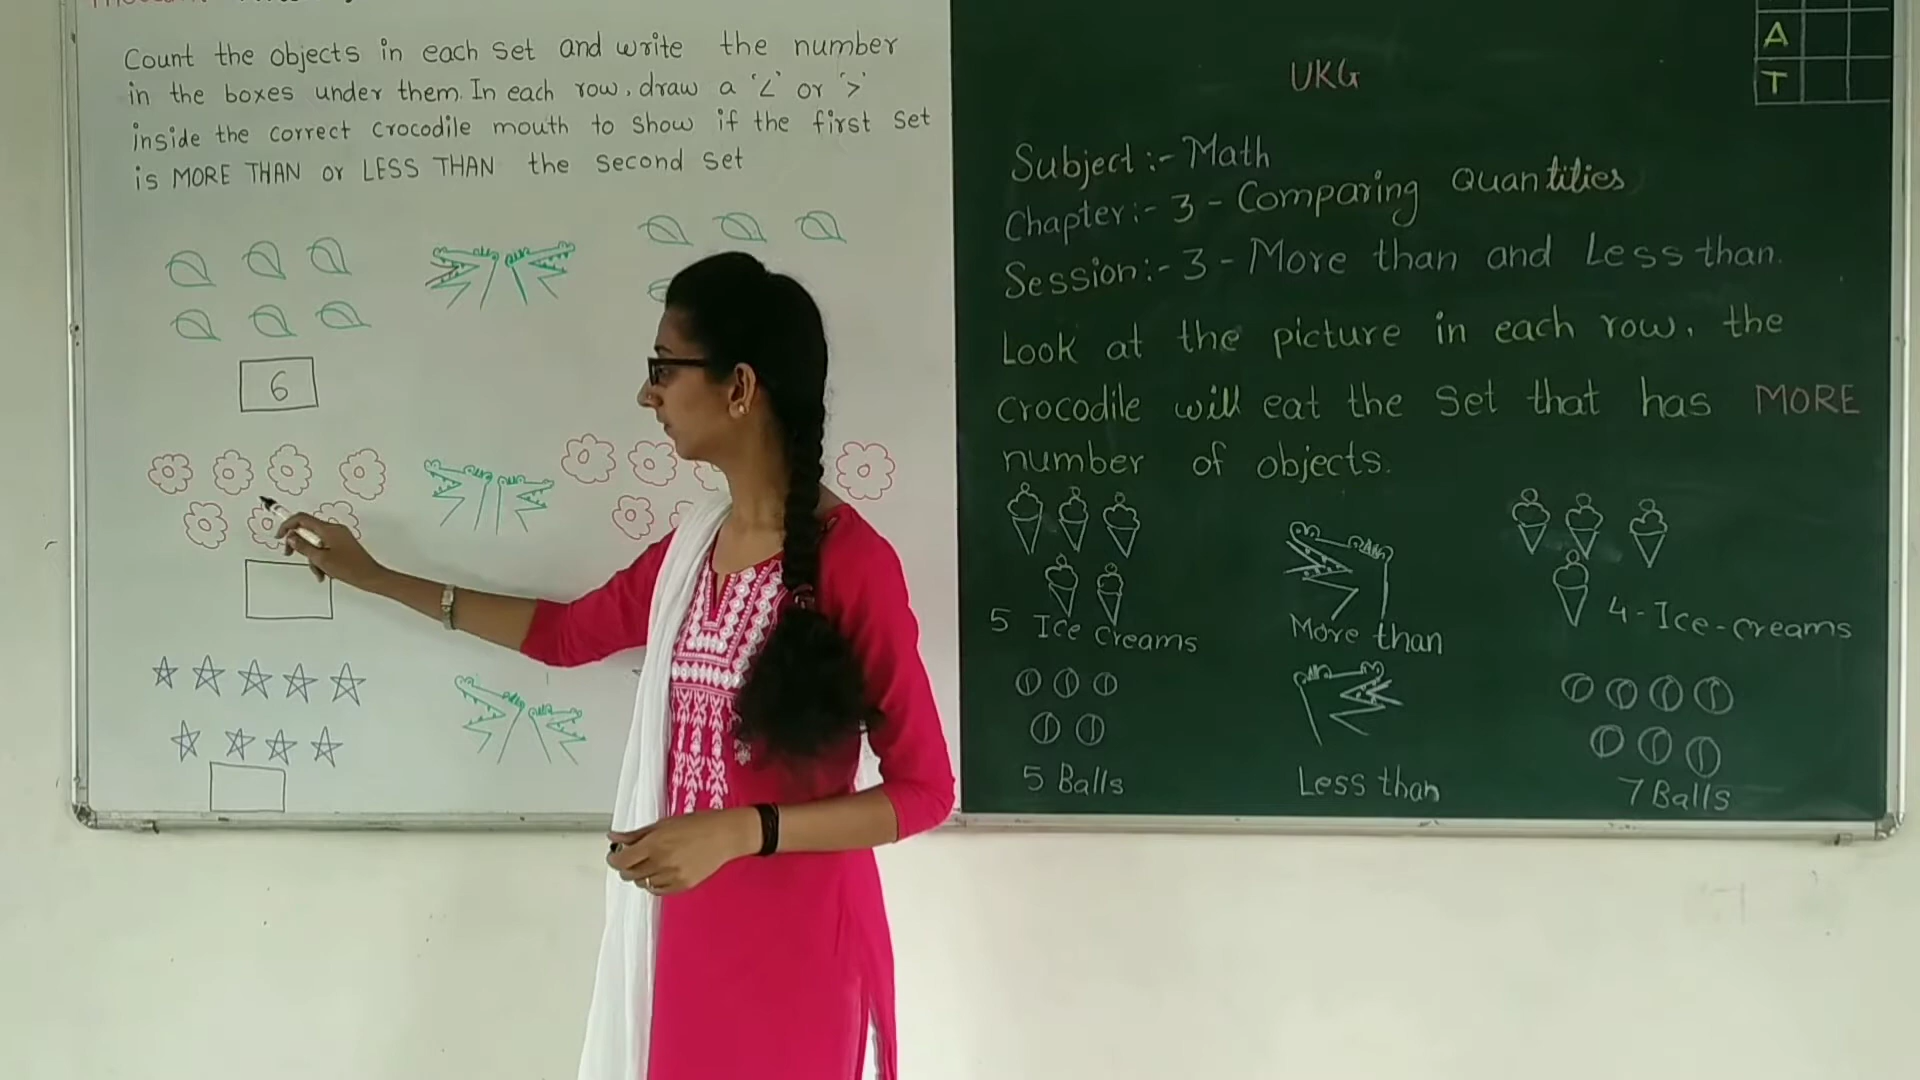 Count the objects in each set and write the number
in the boxes under them. In each row, draw a '<' or '>'
inside the correct crocodile mouth to show if the first set
is MORE THAN or LESS THAN the second set
6
A
T
UKG
Subject :- Math
Chapter :- 3 - Comparing Quantities
Session :- 3 - More than and Less than.
Look at the picture in each row, the
crocodile will eat the set that has MORE
number of objects.
5 Ice creams
More than
4-Ice-creams
5 Balls
Less than
7 Balls